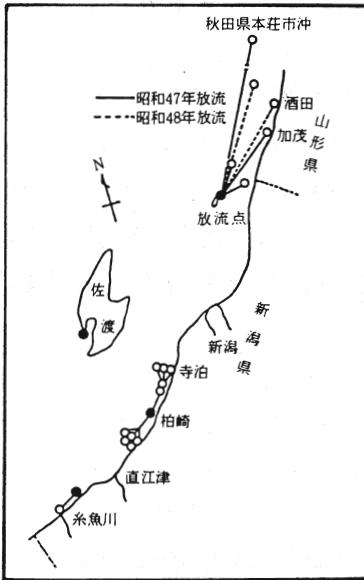 秋田県本荘市沖
昭和47年放流
昭和48年放流
酒田
加茂
山形県
N
放流点
佐渡
新潟
新潟県
寺泊
柏崎
直江津
糸魚川